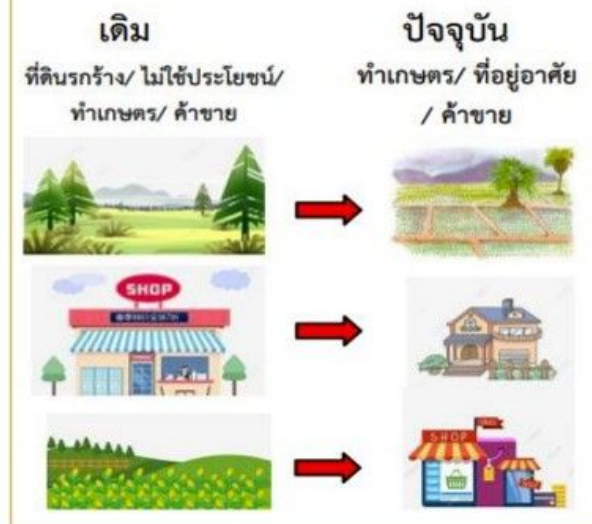 เดิม
ปัจจุบัน
ที่ดินรกร้าง/ ไม่ใช้ประโยชน์/
ทำเกษตร/ ค้าขาย
ทำเกษตร/ ที่อยู่อาศัย
/ ค้าขาย
SHOP
SHOP